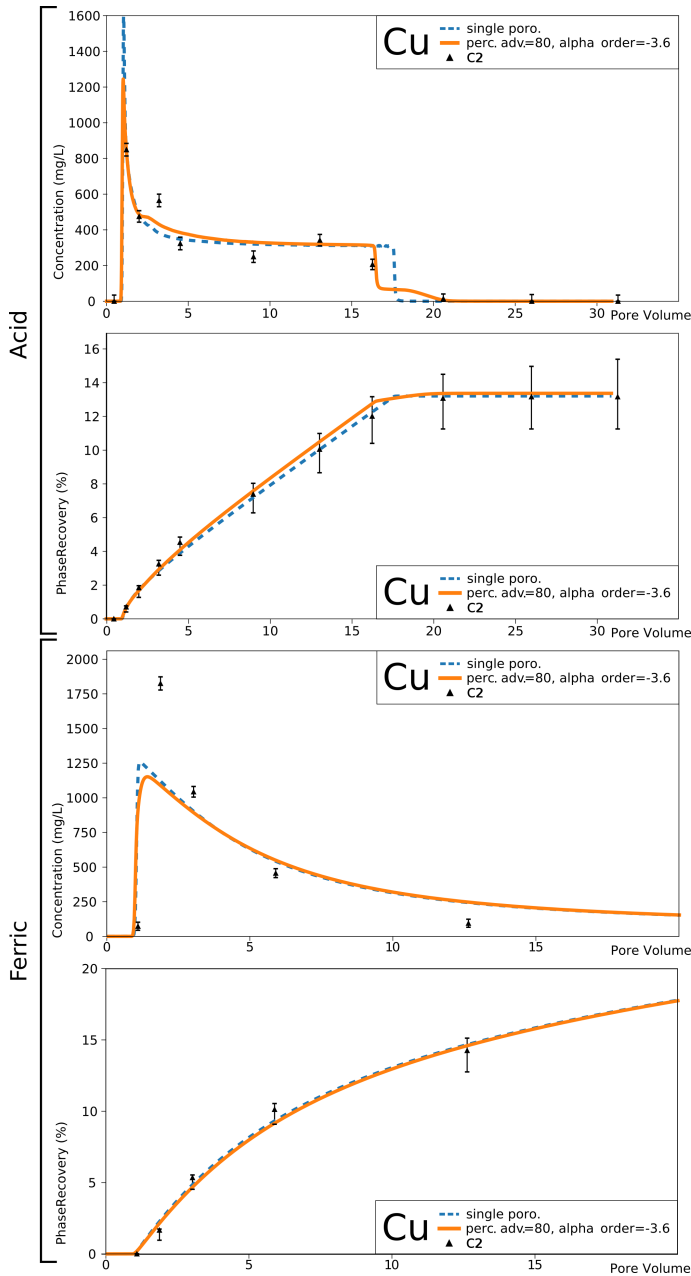 1600
1400
1200
1000
800
600
400
200
0
Concentration (mg/L)
Cu
single poro.
perc. adv.=80, alpha order=-3.6
C2
0 5 10 15 20 25 30
Pore Volume
Acid
16
14
12
10
8
6
4
2
0
PhaseRecovery (%)
Cu
single poro.
perc. adv.=80, alpha order=-3.6
C2
0 5 10 15 20 25 30
Pore Volume
2000
1750
1500
1250
1000
750
500
250
0
Concentration (mg/L)
Cu
single poro.
perc. adv.=80, alpha order=-3.6
C2
0 5 10 15
Pore Volume
Ferric
20
15
10
5
0
PhaseRecovery (%)
Cu
single poro.
perc. adv.=80, alpha order=-3.6
C2
0 5 10 15
Pore Volume